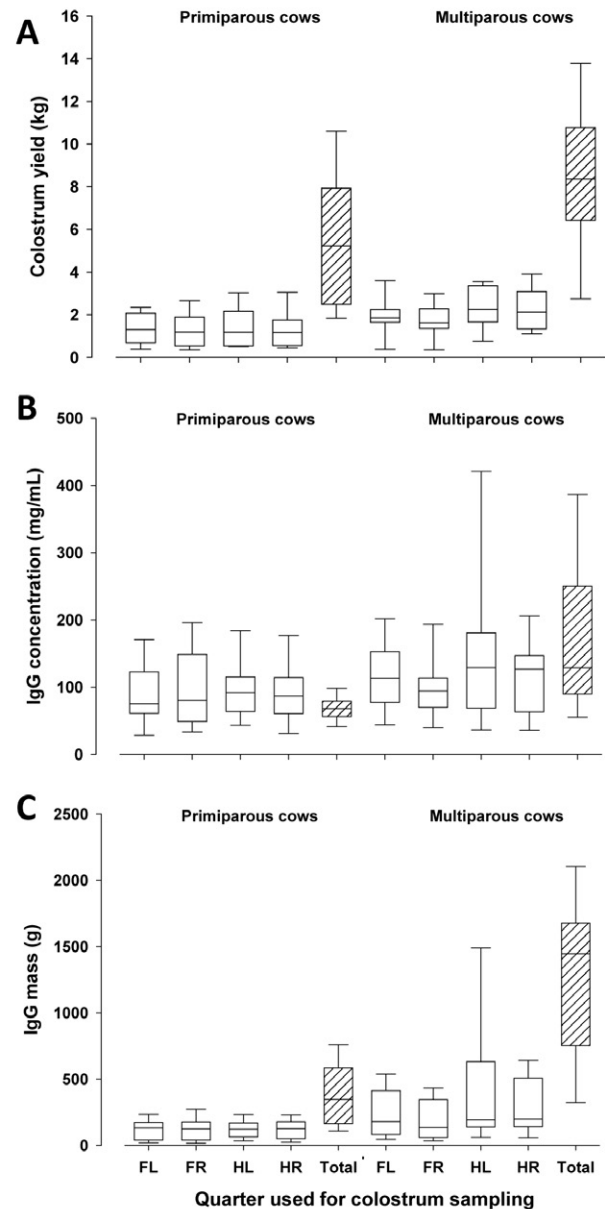 A
Primiparous cows
Multiparous cows
Colostrum yield (kg)
16
14
12
10
8
6
4
2
0
B
Primiparous cows
Multiparous cows
IgG concentration (mg/mL)
500
400
300
200
100
0
C
Primiparous cows
Multiparous cows
IgG mass (g)
2500
2000
1500
1000
500
0
FL FR HL HR Total FL FR HL HR Total
Quarter used for colostrum sampling